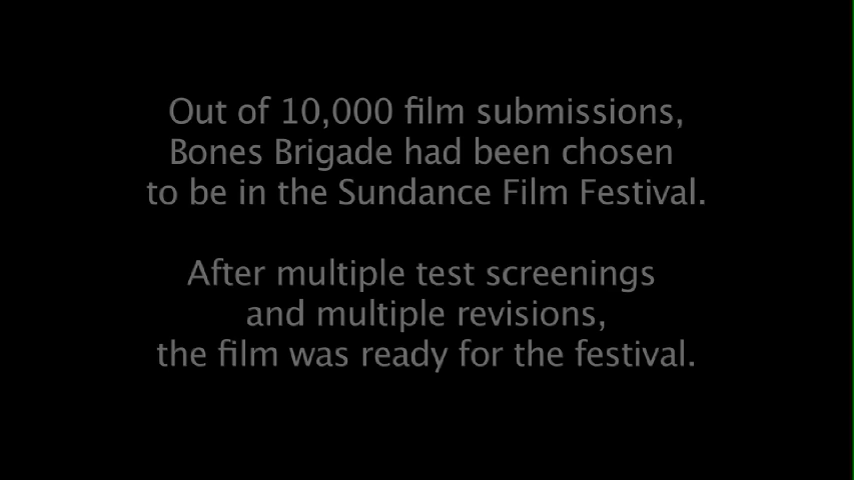 Out of 10,000 film submissions,
Bones Brigade had been chosen
to be in the Sundance Film Festival.
After multiple test screenings
and multiple revisions,
the film was ready for the festival.